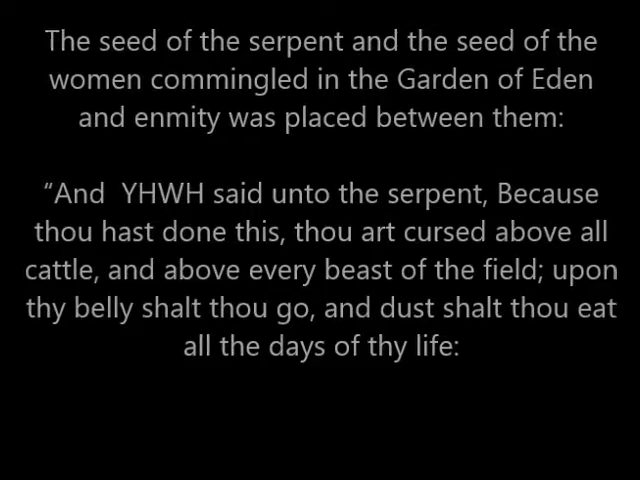 The seed of the serpent and the seed of the
women commingled in the Garden of Eden
and enmity was placed between them:
“And  YHWH said unto the serpent, Because
thou hast done this, thou art cursed above all
cattle, and above every beast of the field; upon
thy belly shalt thou go, and dust shalt thou eat
all the days of thy life: